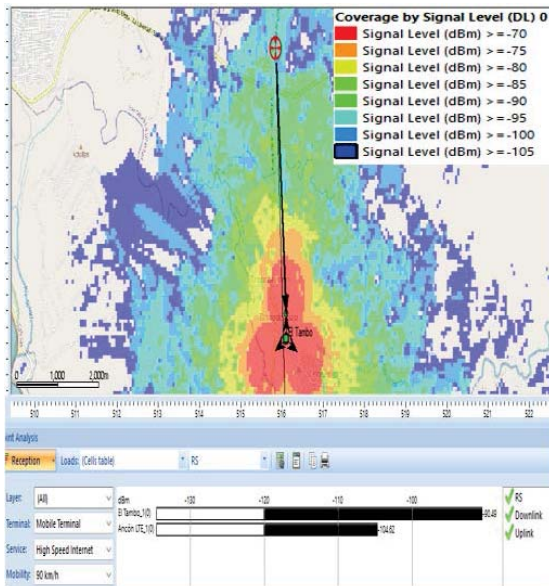 Coverage by Signal Level (DL) 0
Signal Level (dBm) >=-70
Signal Level (dBm) >=-75
Signal Level (dBm) >=-80
Signal Level (dBm) >=-85
Signal Level (dBm) >=-90
Signal Level (dBm) >=-95
Signal Level (dBm) >=-100
Signal Level (dBm) >=-105
Tambo
0 1,000 2,000m
510 511 512 513 514 515 516 517 518 519 520 521 522
Analysis
Reception Loads: (Cells table) RS
Layer: (All)
Terminal: Mobile Terminal
Service: High Speed Internet
Mobility: 90 km/h
dBm -130 -120 -110 -100
El Tambo_1(0) -90.49
Ancón LTE_1(0) -104.62
RS
Downlink
Uplink